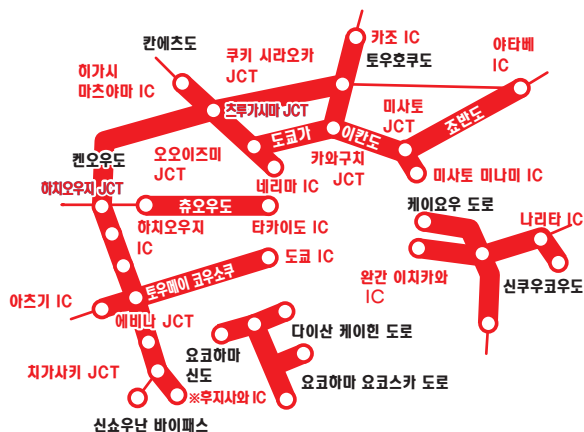 칸에츠도
카조 IC
토우호쿠도
쿠키 시라오카
JCT
야타베
IC
히가시
마츠야마 IC
츠루가시마 JCT
미사토
JCT
도쿄가
이칸도
죠반도
켄오우도
오오이즈미
JCT
카와구치
JCT
네리마 IC
미사토 미나미 IC
하치오우지 JCT
츄오우도
하치오우지
IC
타카이도 IC
케이요우 도로
나리타 IC
완간 이치카와
IC
신쿠우코우도
토우메이 코우소쿠
도쿄 IC
아츠기 IC
에비나 JCT
요코하마
신도
다이산 케이힌 도로
치가사키 JCT
※후지사와 IC
요코하마 요코스카 도로
신쇼우난 바이패스